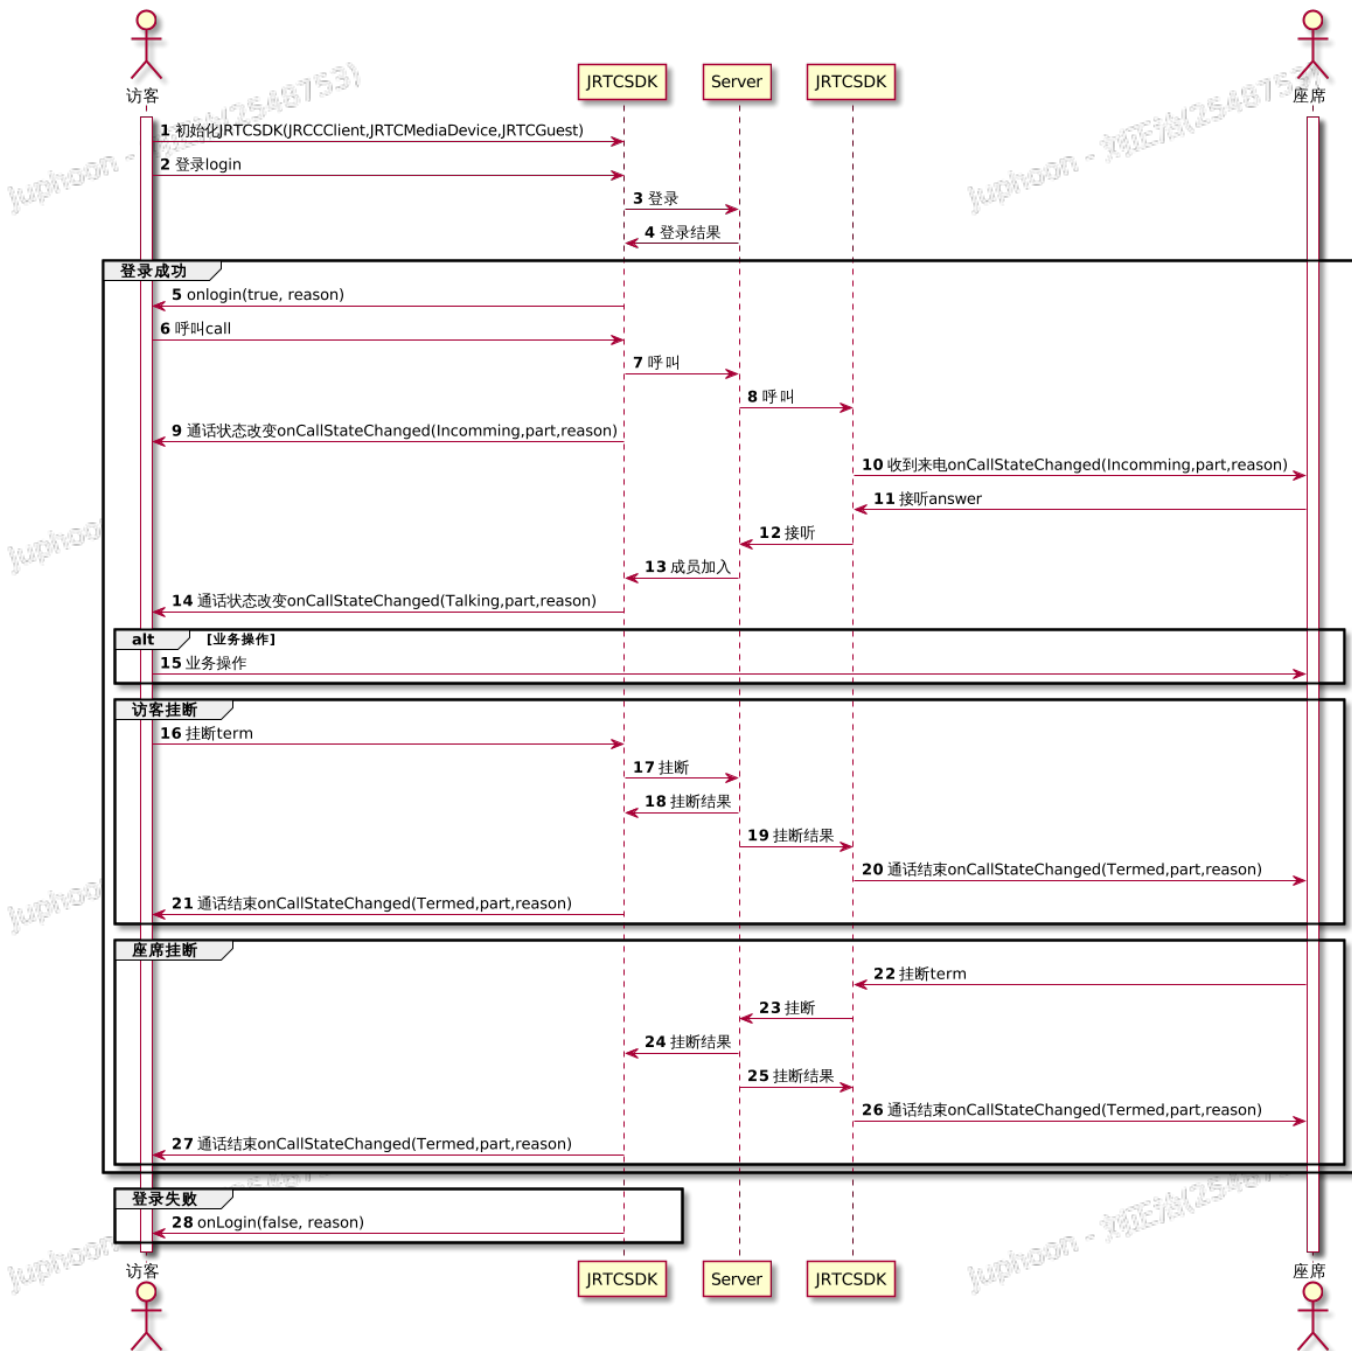 访客
座席
JRTCSDK
Server
JRTCSDK
Juphoon - 刘正汝(2548753)
Juphoon - 刘正汝(2548753)
1 初始化JRTCSDK(JRCCClient,JRTCMediaDevice,JRTCGuest)
2 登录login
3 登录
4 登录结果
登录成功
5 onlogin(true, reason)
6 呼叫call
7 呼叫
8 呼叫
9 通话状态改变onCallStateChanged(Incomming,part,reason)
10 收到来电onCallStateChanged(Incomming,part,reason)
11 接听answer
12 接听
13 成员加入
14 通话状态改变onCallStateChanged(Talking,part,reason)
alt [业务操作]
15 业务操作
访客挂断
16 挂断term
17 挂断
18 挂断结果
19 挂断结果
20 通话结束onCallStateChanged(Termed,part,reason)
21 通话结束onCallStateChanged(Termed,part,reason)
座席挂断
22 挂断term
23 挂断
24 挂断结果
25 挂断结果
26 通话结束onCallStateChanged(Termed,part,reason)
27 通话结束onCallStateChanged(Termed,part,reason)
登录失败
28 onLogin(false, reason)
Juphoon
Juphoon -
访客
JRTCSDK
Server
JRTCSDK
座席